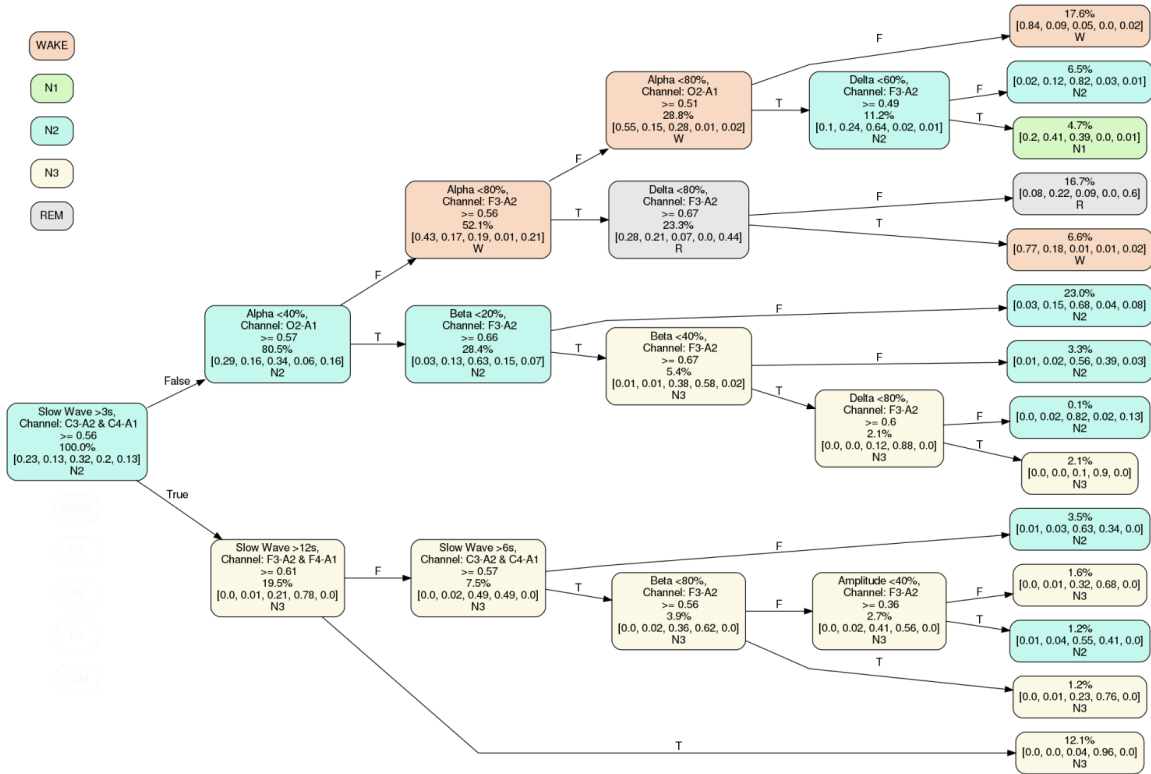 WAKE
N1
N2
N3
REM
Slow Wave >3s,
Channel: C3-A2 & C4-A1
>= 0.56
100.0%
[0.23, 0.13, 0.32, 0.2, 0.13]
N2
False
True
Alpha <40%,
Channel: O2-A1
>= 0.57
80.5%
[0.29, 0.16, 0.34, 0.06, 0.16]
N2
F
T
Alpha <80%,
Channel: F3-A2
>= 0.56
52.1%
[0.43, 0.17, 0.19, 0.01, 0.21]
W
F
T
Alpha <80%,
Channel: O2-A1
>= 0.51
28.8%
[0.55, 0.15, 0.28, 0.01, 0.02]
W
F
T
17.6%
[0.84, 0.09, 0.05, 0.0, 0.02]
W
Delta <60%,
Channel: F3-A2
>= 0.49
11.2%
[0.1, 0.24, 0.64, 0.02, 0.01]
N2
F
T
6.5%
[0.02, 0.12, 0.82, 0.03, 0.01]
N2
4.7%
[0.2, 0.41, 0.39, 0.0, 0.01]
N1
Delta <80%,
Channel: F3-A2
>= 0.67
23.3%
[0.28, 0.21, 0.07, 0.0, 0.44]
R
F
T
16.7%
[0.08, 0.22, 0.09, 0.0, 0.6]
R
6.6%
[0.77, 0.18, 0.01, 0.01, 0.02]
W
Beta <20%,
Channel: F3-A2
>= 0.66
28.4%
[0.03, 0.13, 0.63, 0.15, 0.07]
N2
F
T
23.0%
[0.03, 0.15, 0.68, 0.04, 0.08]
N2
Beta <40%,
Channel: F3-A2
>= 0.67
5.4%
[0.01, 0.01, 0.38, 0.58, 0.02]
N3
F
T
3.3%
[0.01, 0.02, 0.56, 0.39, 0.03]
N2
Delta <80%,
Channel: F3-A2
>= 0.6
2.1%
[0.0, 0.0, 0.12, 0.88, 0.0]
N3
F
T
0.1%
[0.0, 0.02, 0.82, 0.02, 0.13]
N2
2.1%
[0.0, 0.0, 0.1, 0.9, 0.0]
N3
Slow Wave >12s,
Channel: F3-A2 & F4-A1
>= 0.61
19.5%
[0.0, 0.01, 0.21, 0.78, 0.0]
N3
F
T
Slow Wave >6s,
Channel: C3-A2 & C4-A1
>= 0.57
7.5%
[0.0, 0.02, 0.49, 0.49, 0.0]
N3
F
T
3.5%
[0.01, 0.03, 0.63, 0.34, 0.0]
N2
Beta <80%,
Channel: F3-A2
>= 0.56
3.9%
[0.0, 0.02, 0.36, 0.62, 0.0]
N3
F
T
Amplitude <40%,
Channel: F3-A2
>= 0.36
2.7%
[0.0, 0.02, 0.41, 0.56, 0.0]
N3
F
T
1.6%
[0.0, 0.01, 0.32, 0.68, 0.0]
N3
1.2%
[0.01, 0.04, 0.55, 0.41, 0.0]
N2
1.2%
[0.0, 0.01, 0.23, 0.76, 0.0]
N3
12.1%
[0.0, 0.0, 0.04, 0.96, 0.0]
N3